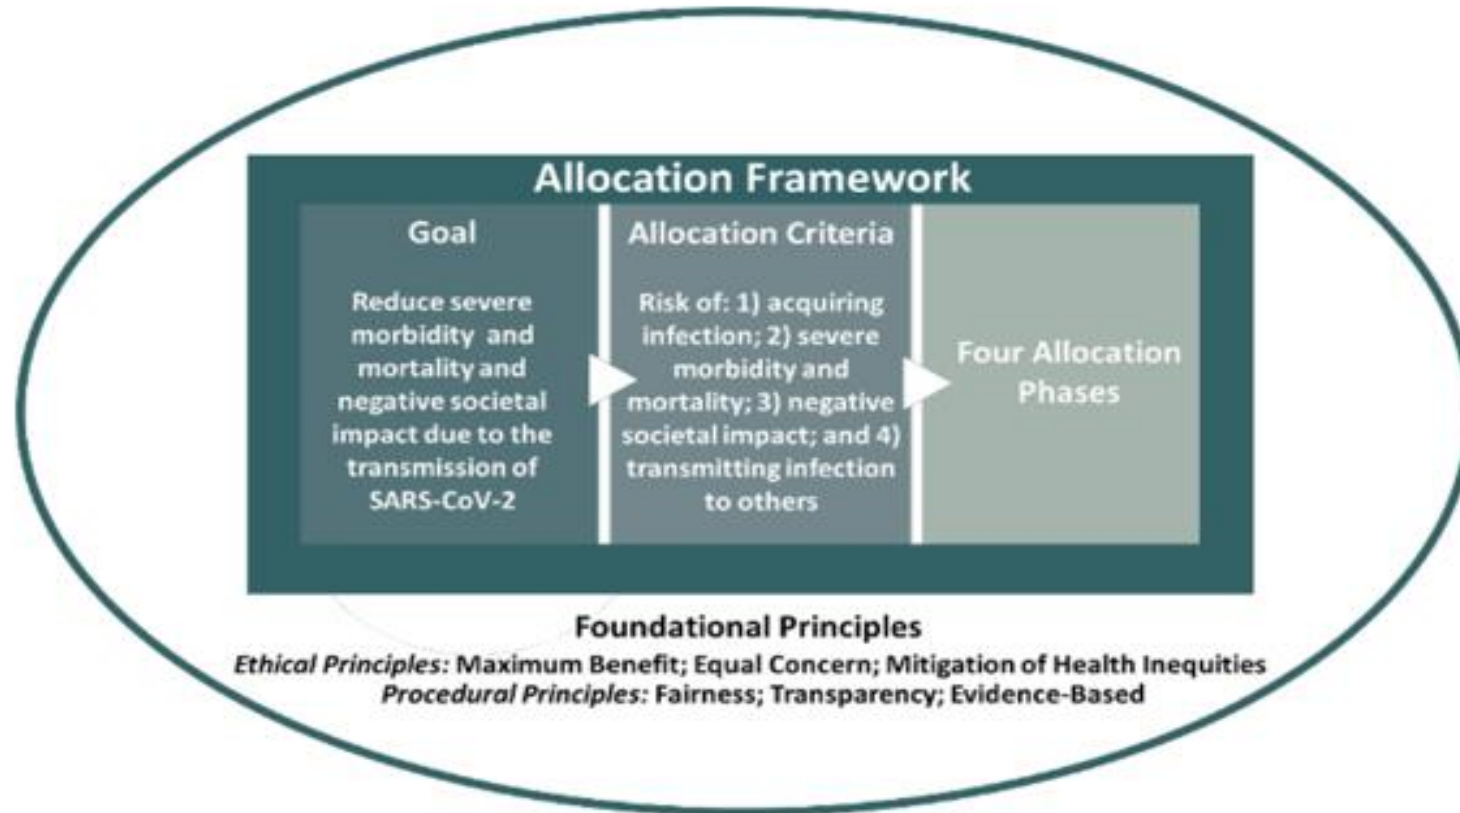 Allocation Framework
Goal
Reduce severe
morbidity and
mortality and
negative societal
impact due to the
transmission of
SARS-CoV-2
Allocation Criteria
Risk of: 1) acquiring
infection; 2) severe
morbidity and
mortality; 3) negative
societal impact; and 4)
transmitting infection
to others
Four Allocation
Phases
Foundational Principles
Ethical Principles: Maximum Benefit; Equal Concern; Mitigation of Health Inequities
Procedural Principles: Fairness; Transparency; Evidence-Based